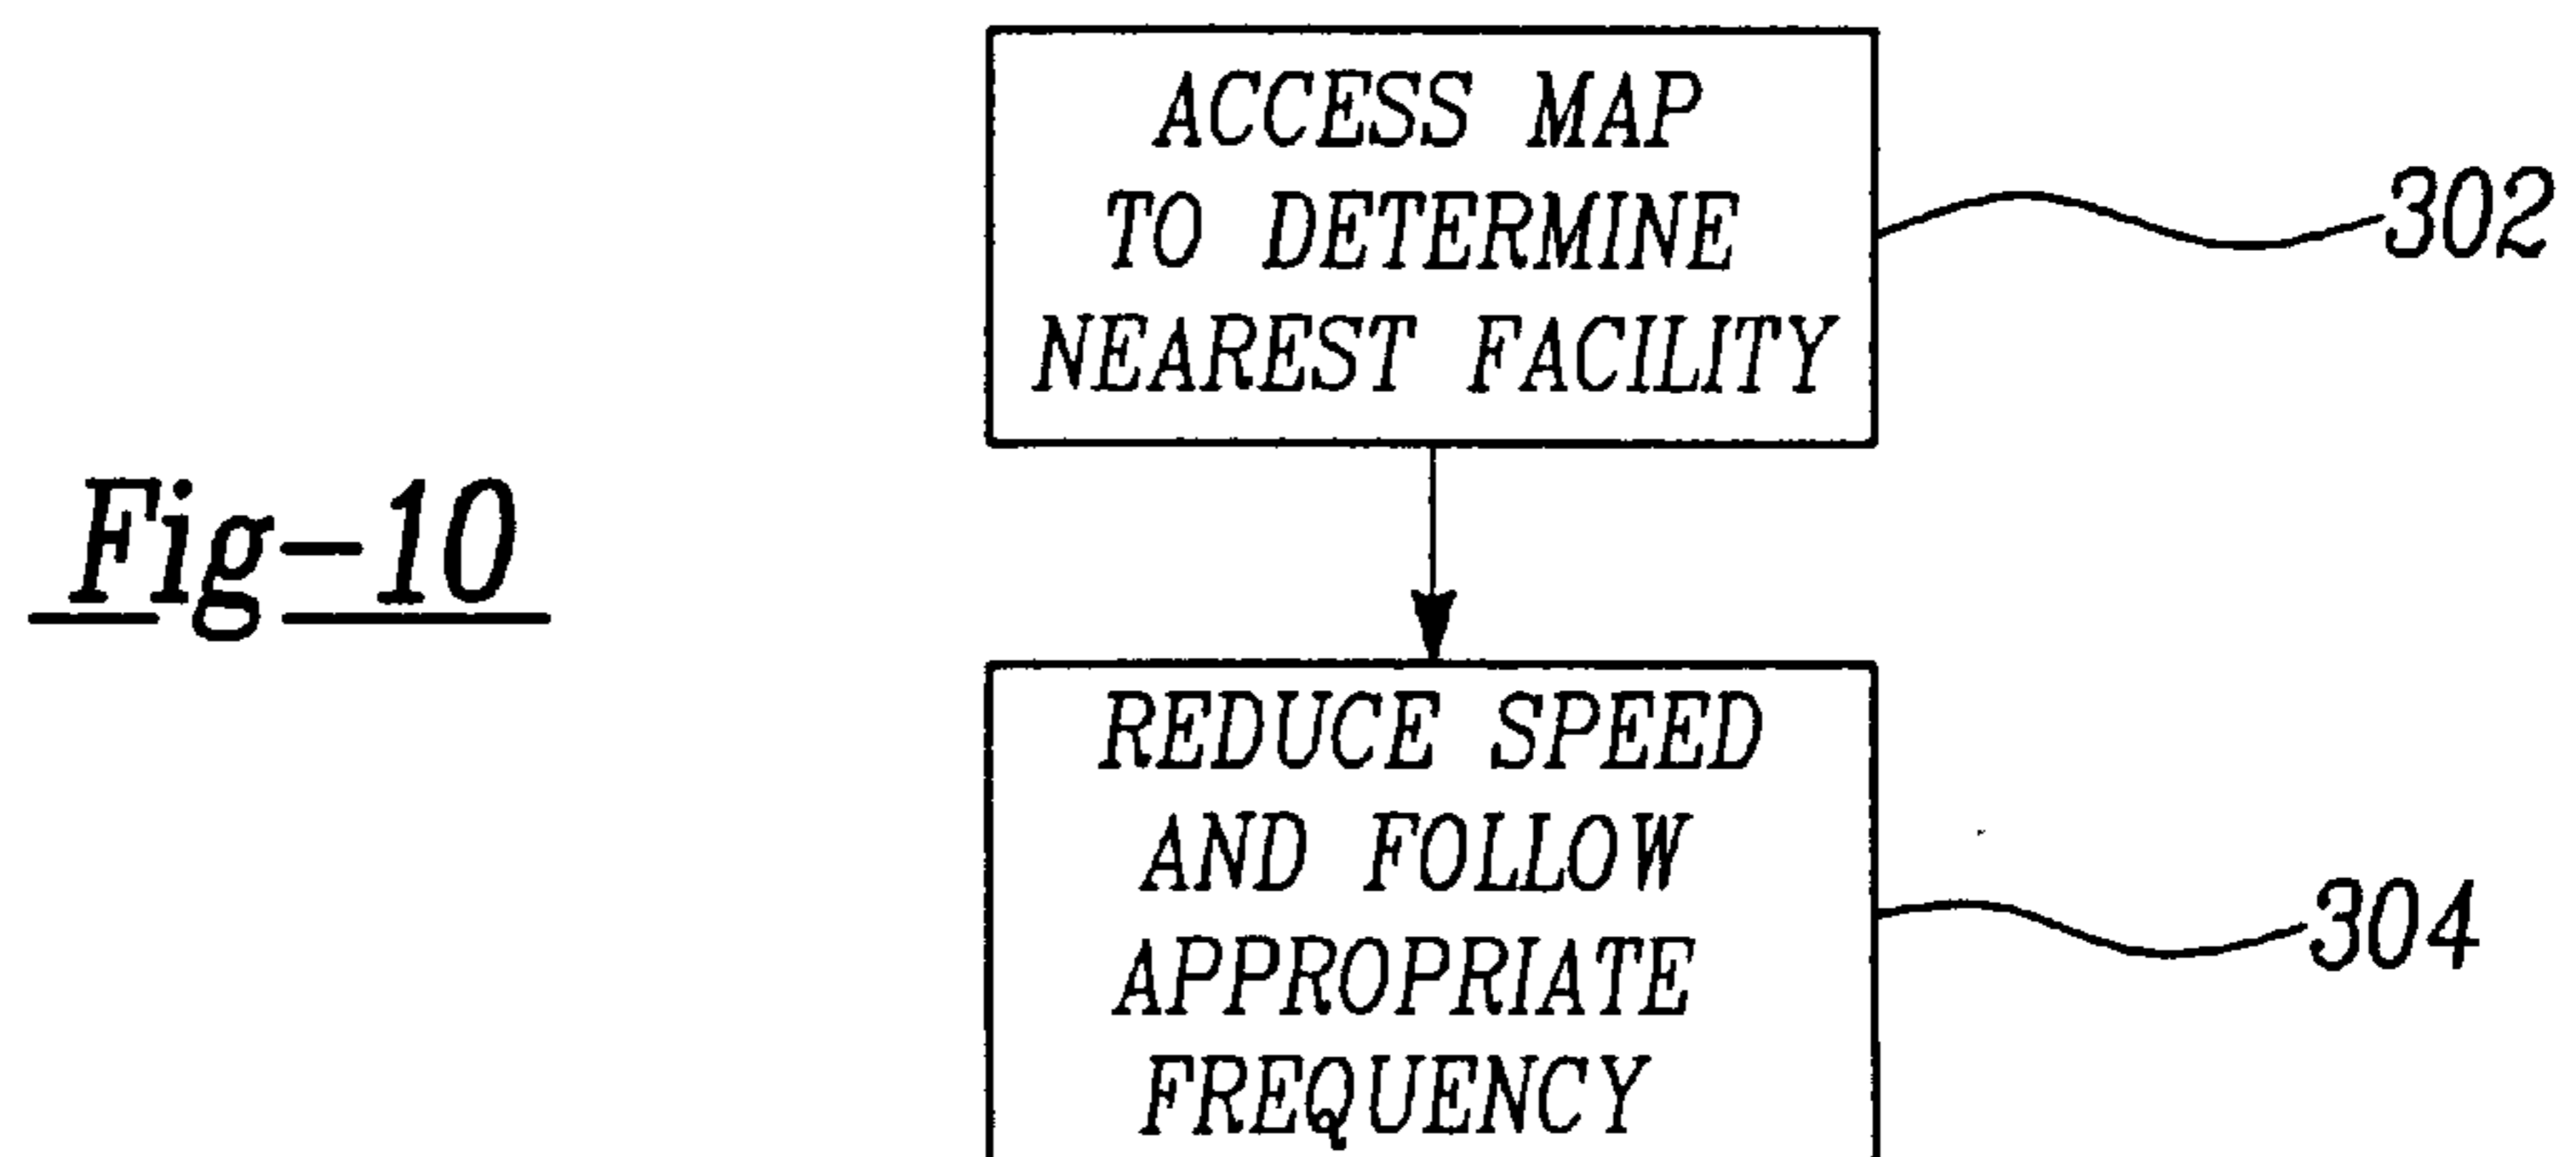 ACCESS MAP
TO DETERMINE
NEAREST FACILITY
302
Fig-10
REDUCE SPEED
AND FOLLOW
APPROPRIATE
FREQUENCY
304